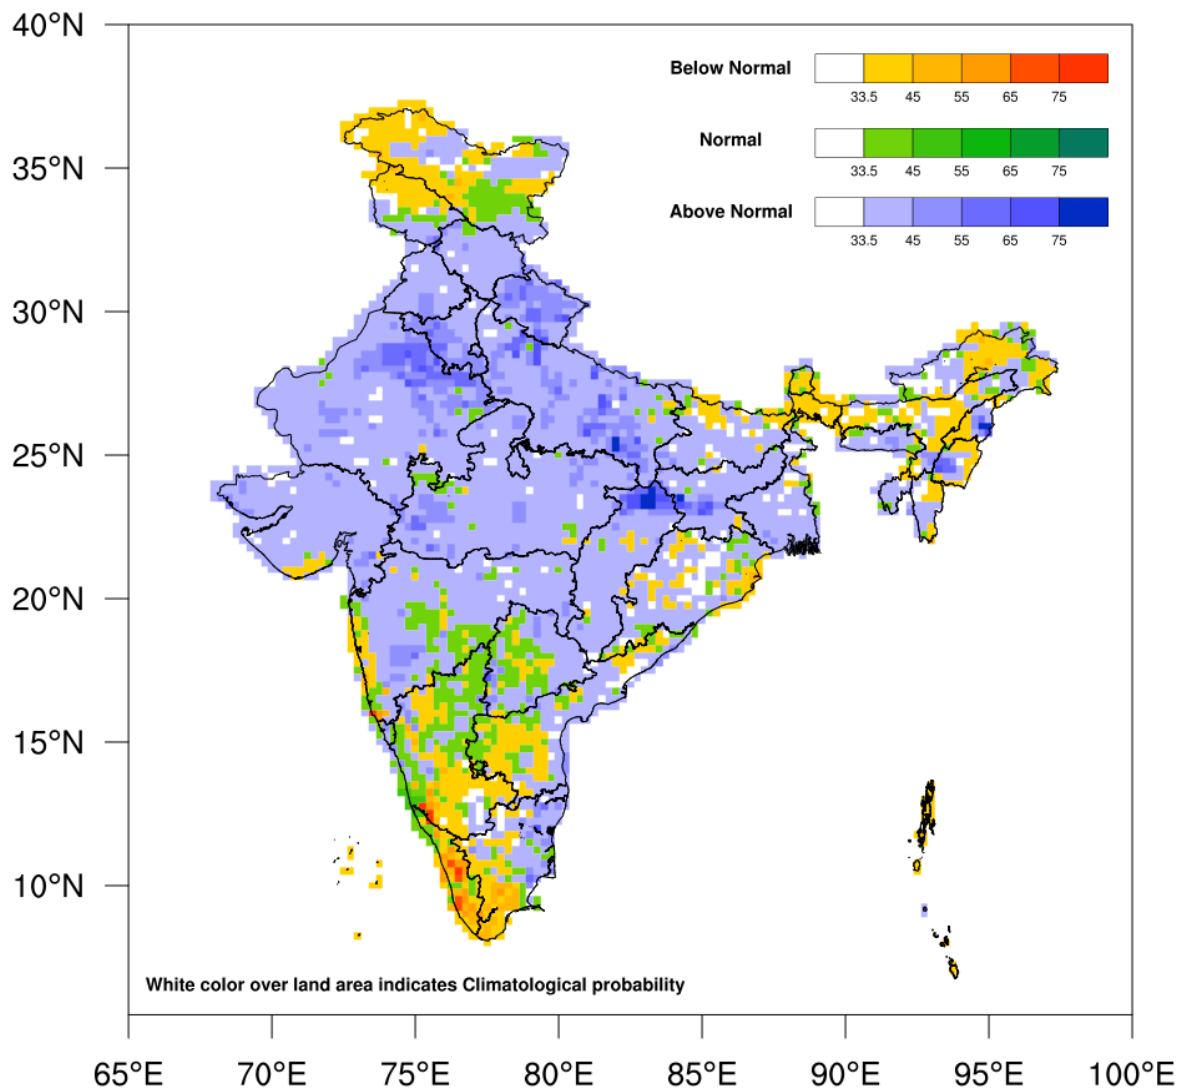 40°N
35°N
30°N
25°N
20°N
15°N
10°N
Below Normal
33.5 45 55 65 75
Normal
33.5 45 55 65 75
Above Normal
33.5 45 55 65 75
White color over land area indicates Climatological probability
65°E 70°E 75°E 80°E 85°E 90°E 95°E 100°E